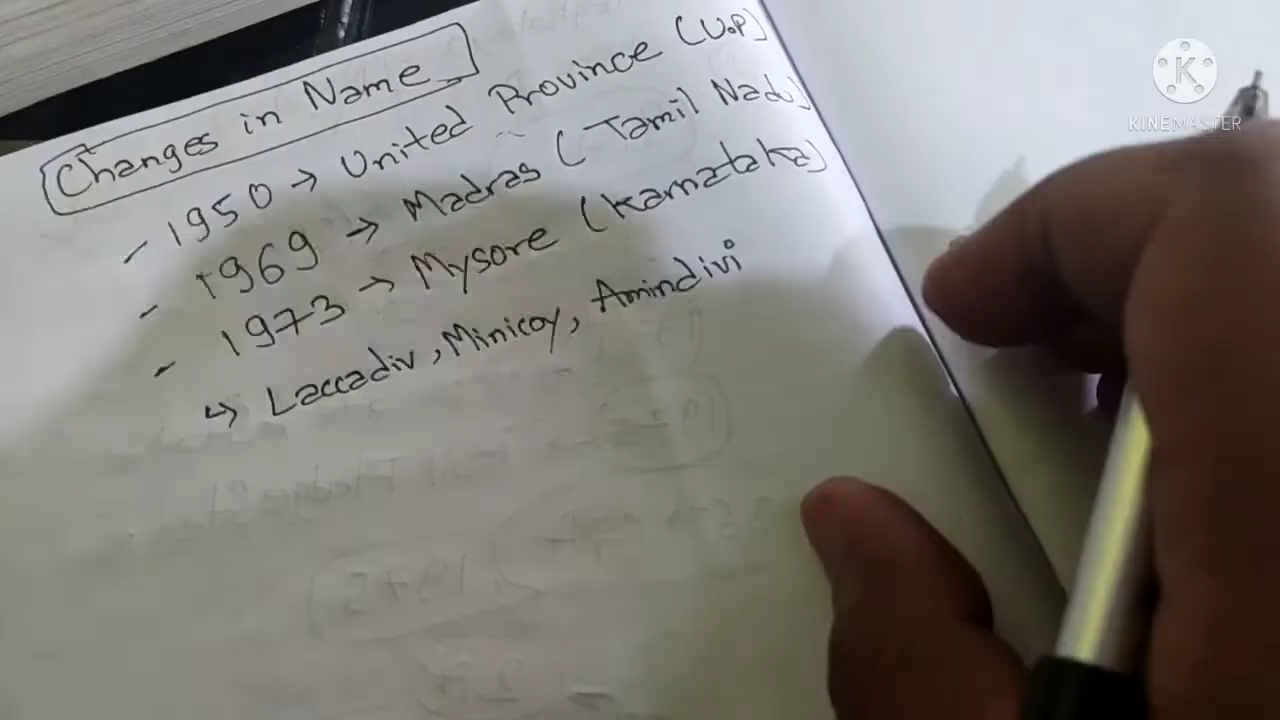 Changes in Name
- 1950 → United Province (U.P)
- 1969 → Madras (Tamil Nadu)
- 1973 → Mysore (Karnataka)
↳ Laccadiv, Minicoy, Amindivi
KINEMASTER